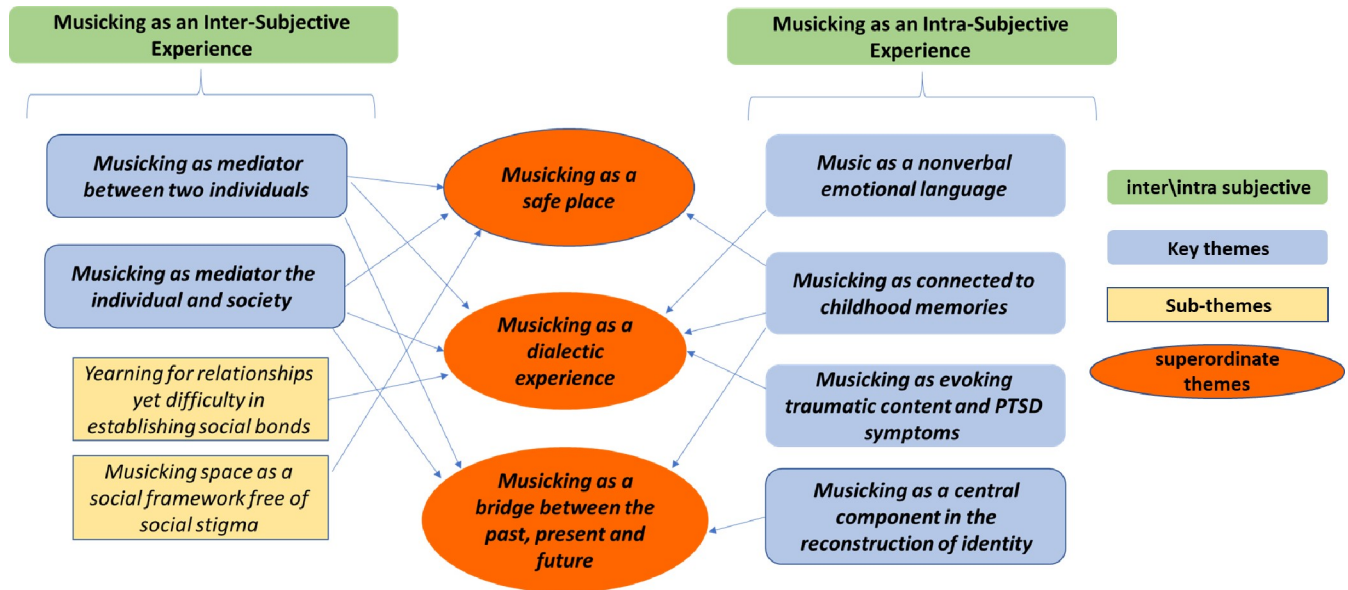 Musicking as an Inter-Subjective
Experience
Musicking as mediator
between two individuals
Musicking as mediator the
individual and society
Yearning for relationships
yet difficulty in
establishing social bonds
Musicking space as a
social framework free of
social stigma
Musicking as a
safe place
Musicking as a
dialectic
experience
Musicking as a
bridge between the
past, present and
future
Musicking as an Intra-Subjective
Experience
Music as a nonverbal
emotional language
Musicking as connected to
childhood memories
Musicking as evoking
traumatic content and PTSD
symptoms
Musicking as a central
component in the
reconstruction of identity
inter\intra subjective
Key themes
Sub-themes
superordinate
themes